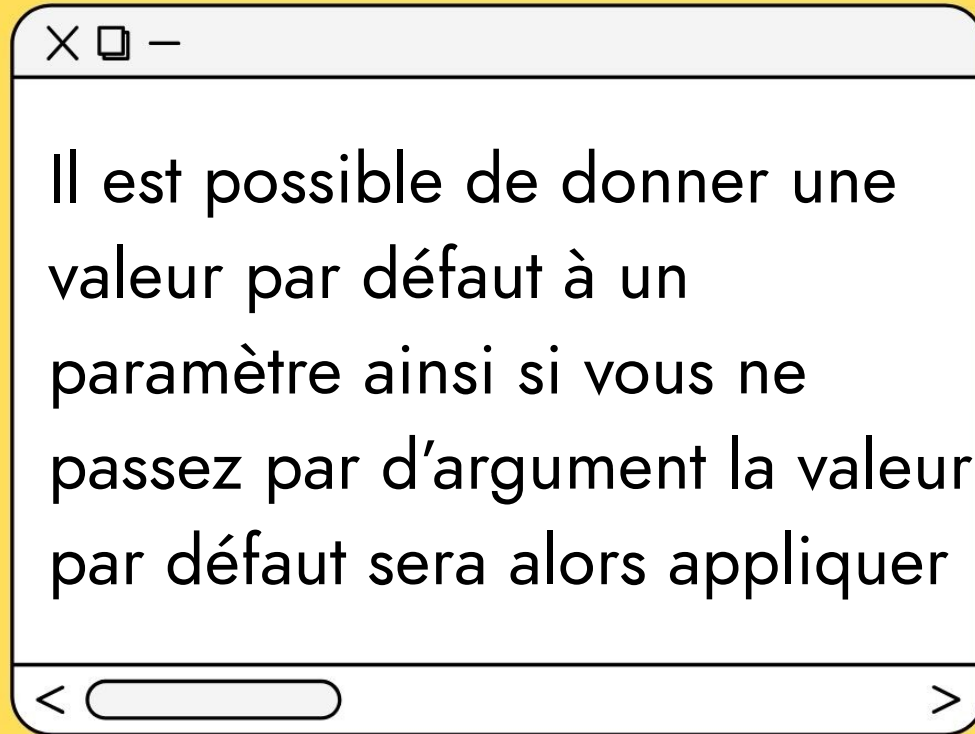 Il est possible de donner une
valeur par défaut à un
paramètre ainsi si vous ne
passez par d’argument la valeur
par défaut sera alors appliquer